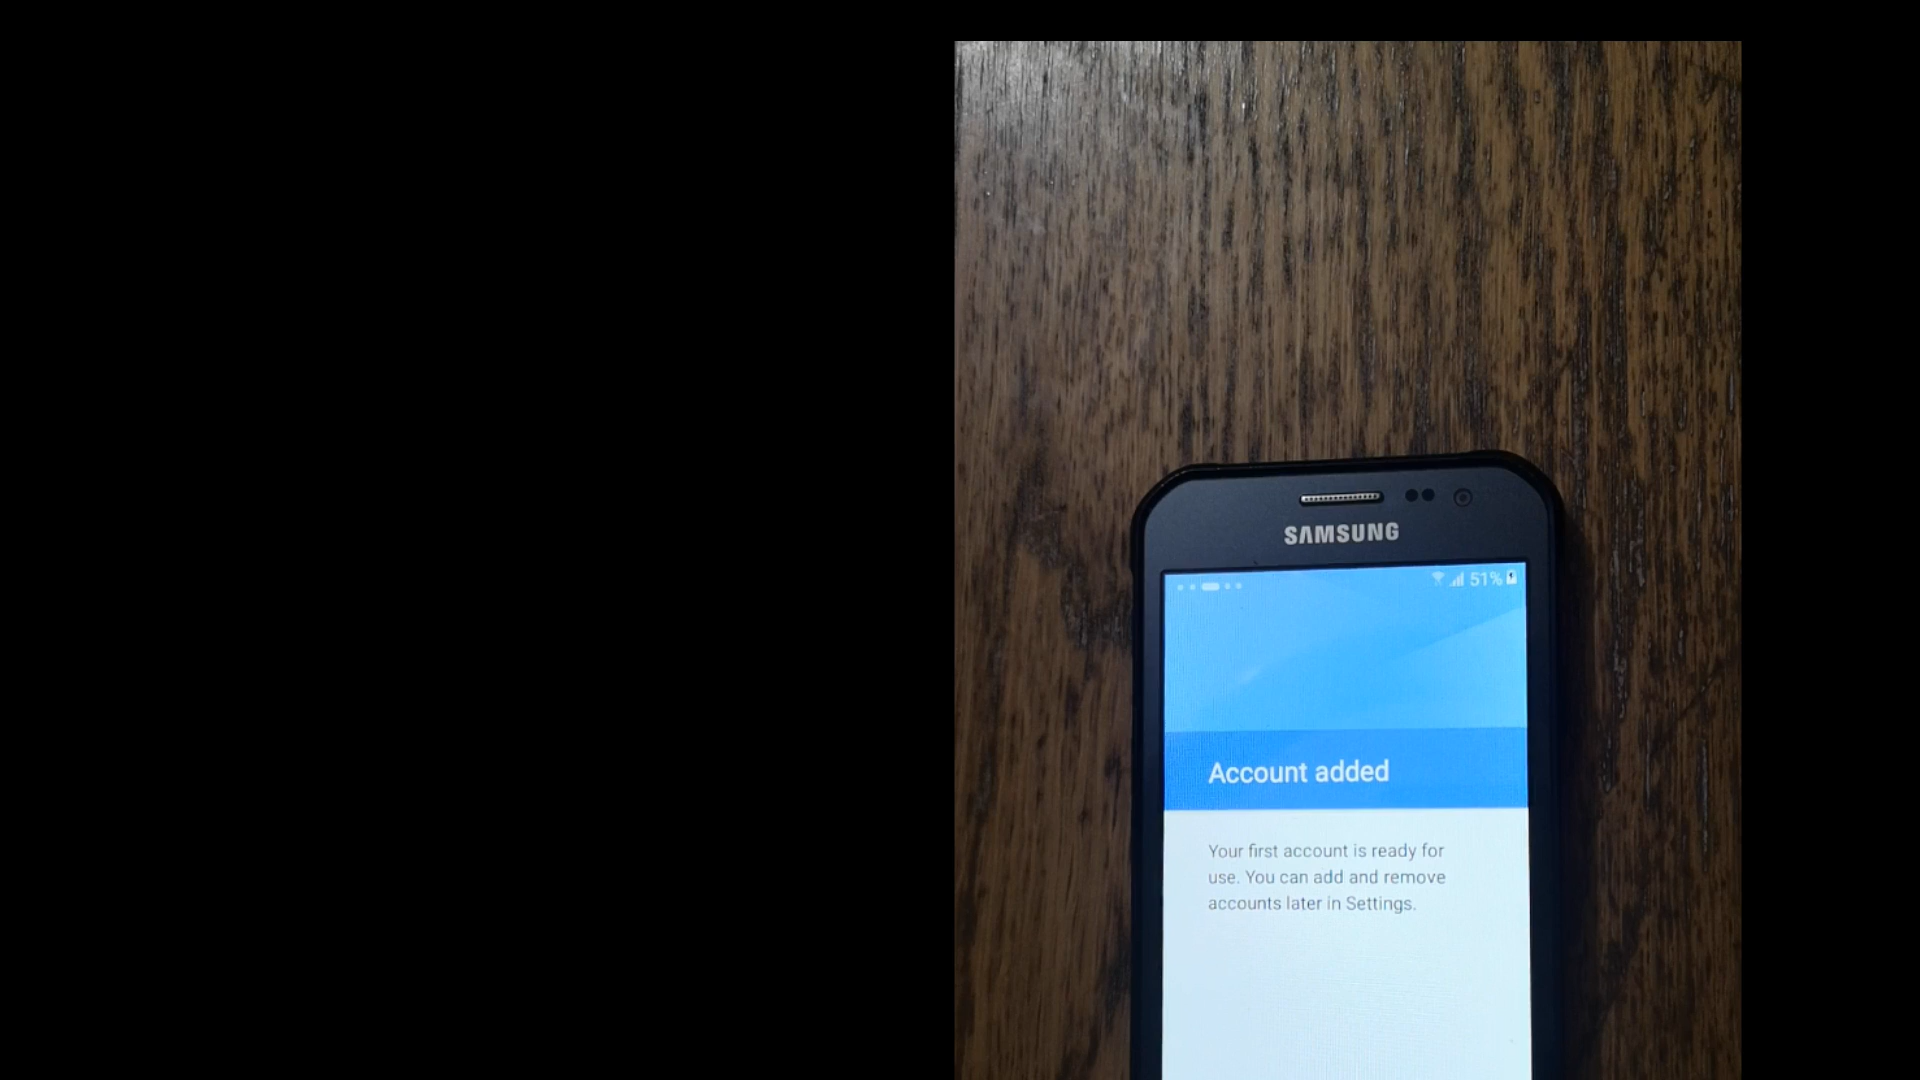 SAMSUNG
51%
Account added
Your first account is ready for
use. You can add and remove
accounts later in Settings.